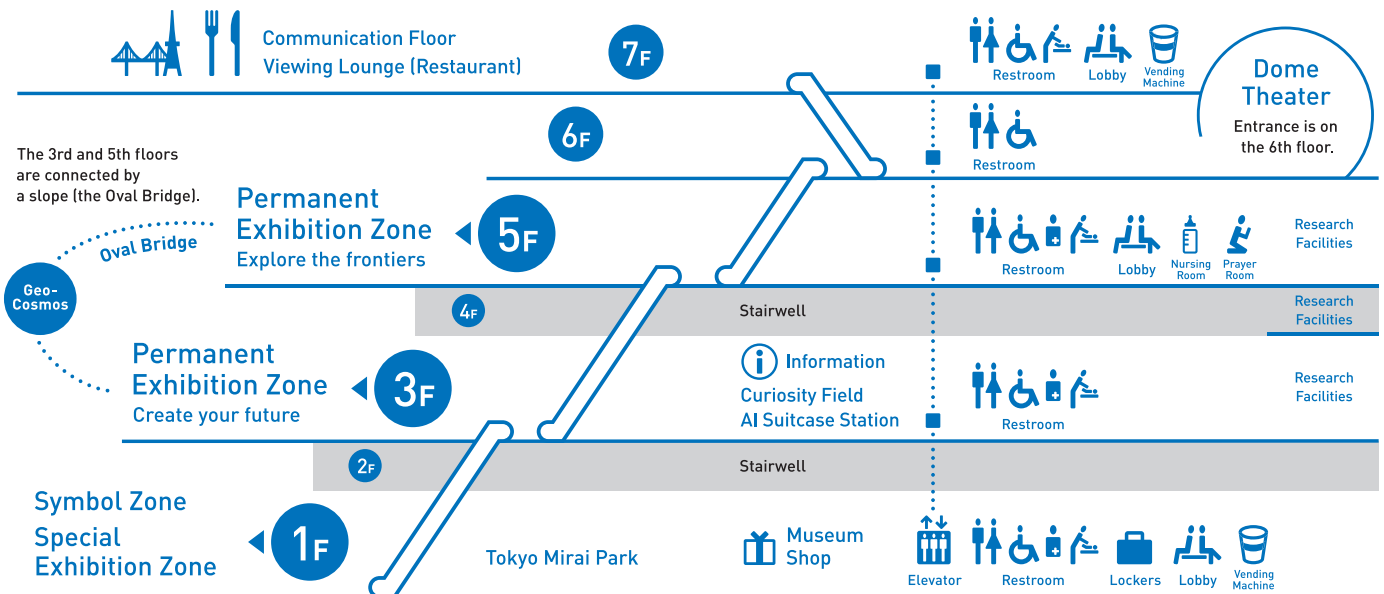 Communication Floor
Viewing Lounge (Restaurant)
7F
Restroom
Lobby
Vending
Machine
Dome
Theater
Entrance is on
the 6th floor.
6F
Restroom
The 3rd and 5th floors
are connected by
a slope (the Oval Bridge).
Permanent
Exhibition Zone
Explore the frontiers
5F
Oval Bridge
Restroom
Lobby
Nursing
Room
Prayer
Room
Research
Facilities
Geo-
Cosmos
4F
Stairwell
Research
Facilities
Permanent
Exhibition Zone
Create your future
3F
Information
Curiosity Field
AI Suitcase Station
Restroom
Research
Facilities
2F
Stairwell
Symbol Zone
Special
Exhibition Zone
1F
Tokyo Mirai Park
Museum
Shop
Elevator
Restroom
Lockers
Lobby
Vending
Machine